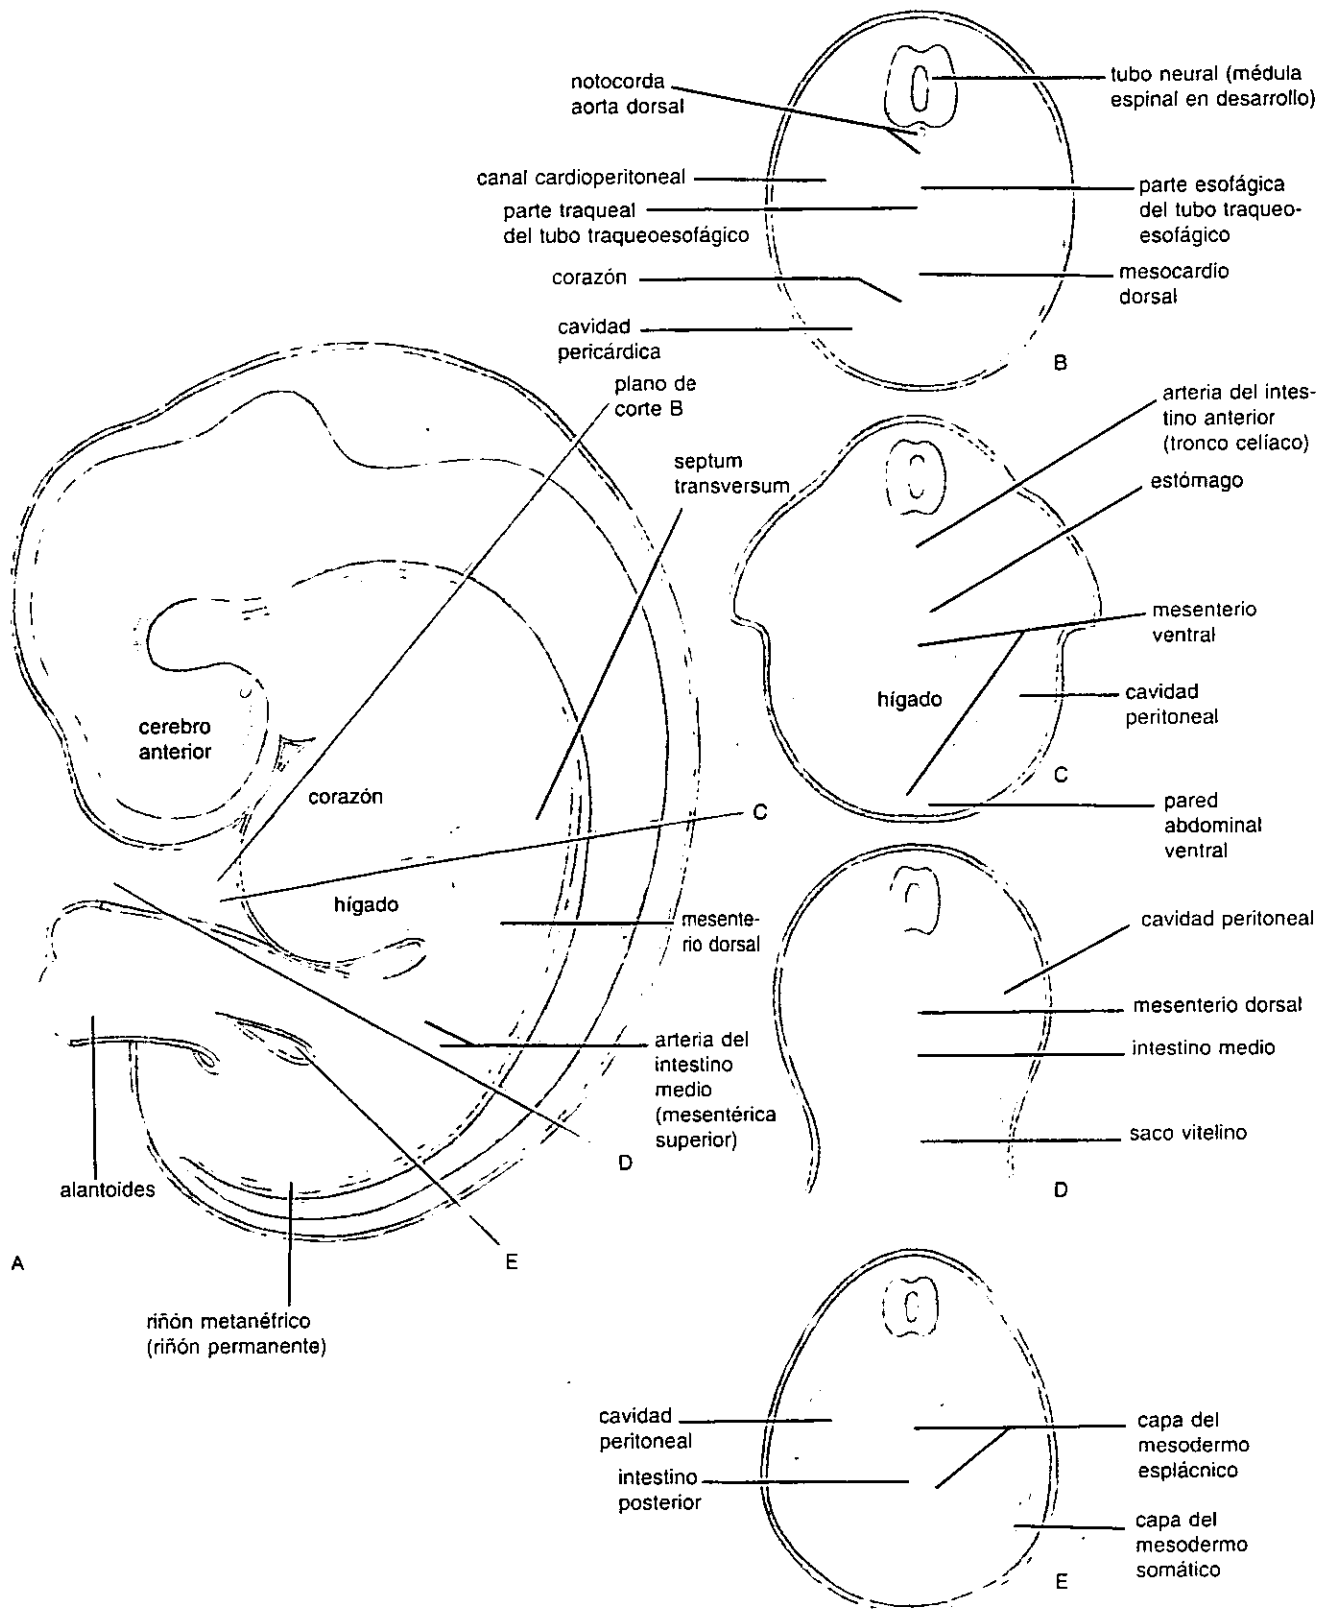 notocorda
aorta dorsal
tubo neural (médula
espinal en desarrollo)
canal cardioperitoneal
parte traqueal
del tubo traqueoesofágico
parte esofágica
del tubo traqueo-
esofágico
corazón
mesocardio
dorsal
cavidad
pericárdica
B
plano de
corte B
septum
transversum
cerebro
anterior
corazón
C
hígado
mesente-
rio dorsal
arteria del
intestino
medio
(mesentérica
superior)
D
alantoides
E
A
riñón metanéfrico
(riñón permanente)
arteria del intes-
tino anterior
(tronco celíaco)
estómago
mesenterio
ventral
hígado
cavidad
peritoneal
C
pared
abdominal
ventral
cavidad peritoneal
mesenterio dorsal
intestino medio
saco vitelino
D
cavidad
peritoneal
intestino
posterior
capa del
mesodermo
esplácnico
capa del
mesodermo
somático
E